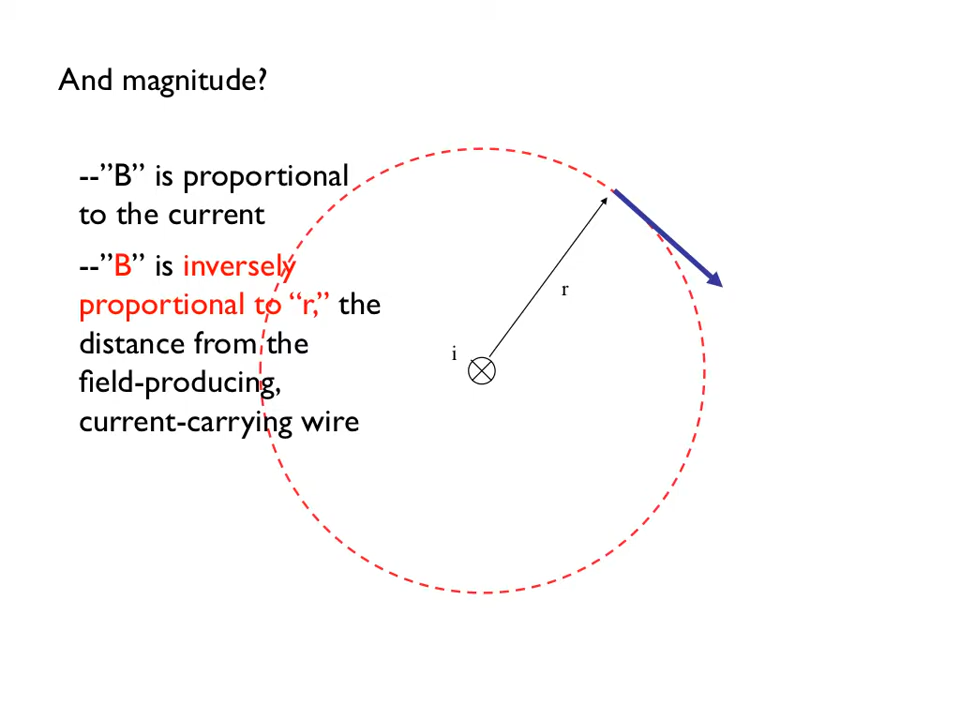 And magnitude?
--”B” is proportional
to the current
--”B” is inversely
proportional to “r,” the
distance from the
field-producing,
current-carrying wire
r
i